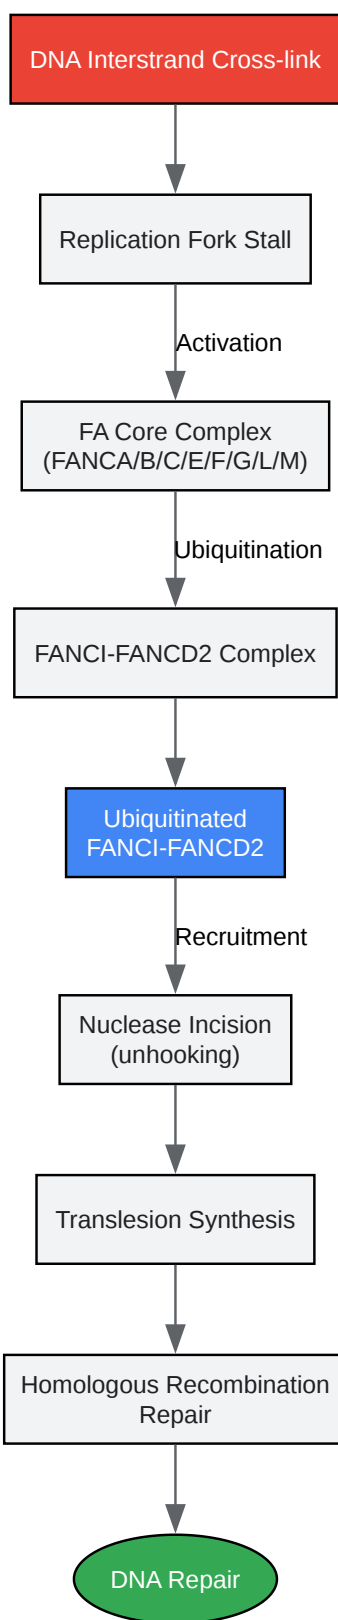 DNA Interstrand Cross-link
Replication Fork Stall
Activation
FA Core Complex
(FANCA/B/C/E/F/G/L/M)
Ubiquitination
FANCI-FANCD2 Complex
Ubiquitinated
FANCI-FANCD2
Recruitment
Nuclease Incision
(unhooking)
Translesion Synthesis
Homologous Recombination
Repair
DNA Repair